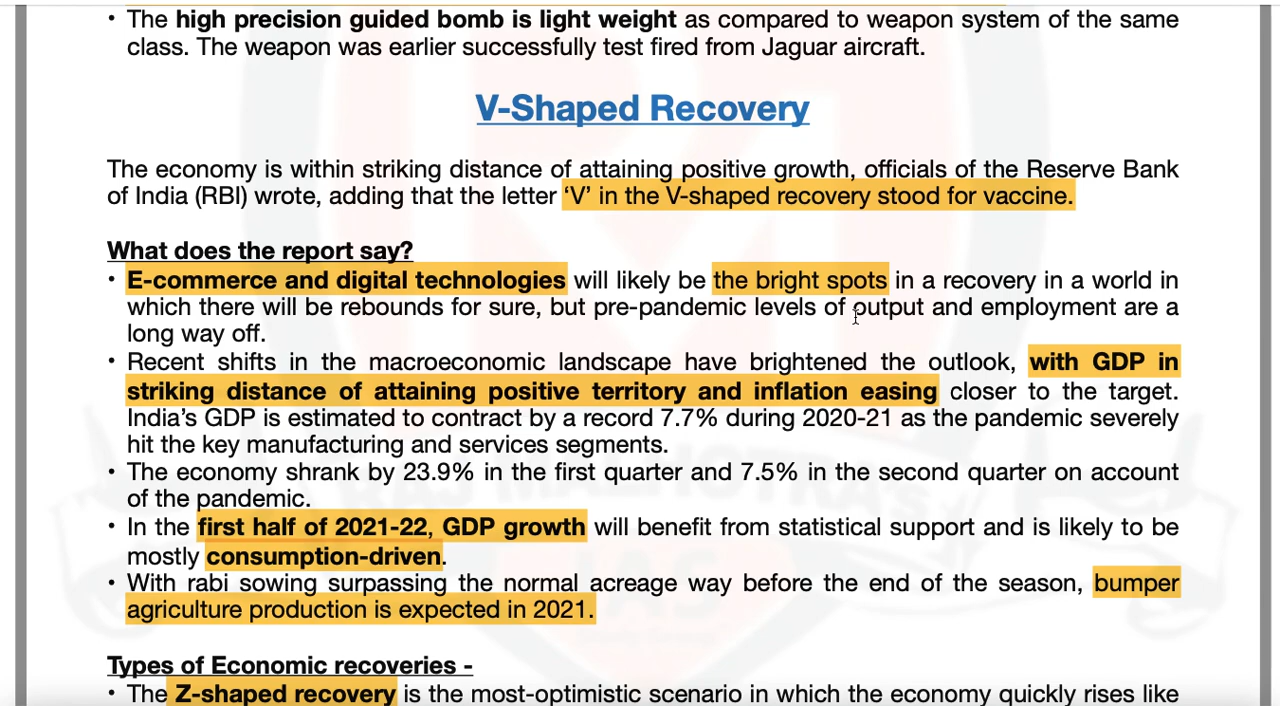 • The high precision guided bomb is light weight as compared to weapon system of the same
class. The weapon was earlier successfully test fired from Jaguar aircraft.
V-Shaped Recovery
The economy is within striking distance of attaining positive growth, officials of the Reserve Bank
of India (RBI) wrote, adding that the letter ‘V’ in the V-shaped recovery stood for vaccine.
What does the report say?
• E-commerce and digital technologies will likely be the bright spots in a recovery in a world in
which there will be rebounds for sure, but pre-pandemic levels of output and employment are a
long way off.
• Recent shifts in the macroeconomic landscape have brightened the outlook, with GDP in
striking distance of attaining positive territory and inflation easing closer to the target.
India’s GDP is estimated to contract by a record 7.7% during 2020-21 as the pandemic severely
hit the key manufacturing and services segments.
• The economy shrank by 23.9% in the first quarter and 7.5% in the second quarter on account
of the pandemic.
• In the first half of 2021-22, GDP growth will benefit from statistical support and is likely to be
mostly consumption-driven.
• With rabi sowing surpassing the normal acreage way before the end of the season, bumper
agriculture production is expected in 2021.
Types of Economic recoveries -
• The Z-shaped recovery is the most-optimistic scenario in which the economy quickly rises like